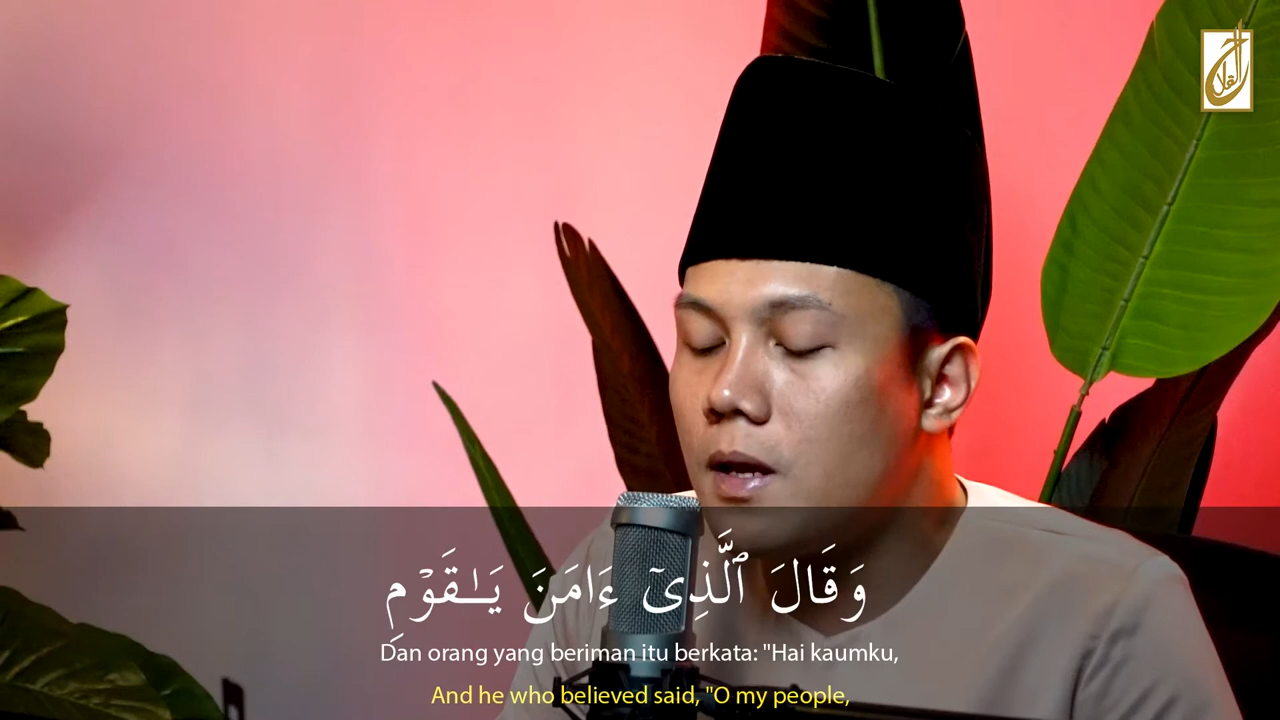 وَقَالَ ٱلَّذِىٓ ءَامَنَ يَـٰقَوْمِ
Dan orang yang beriman itu berkata: "Hai kaumku,
And he who believed said, "O my people,